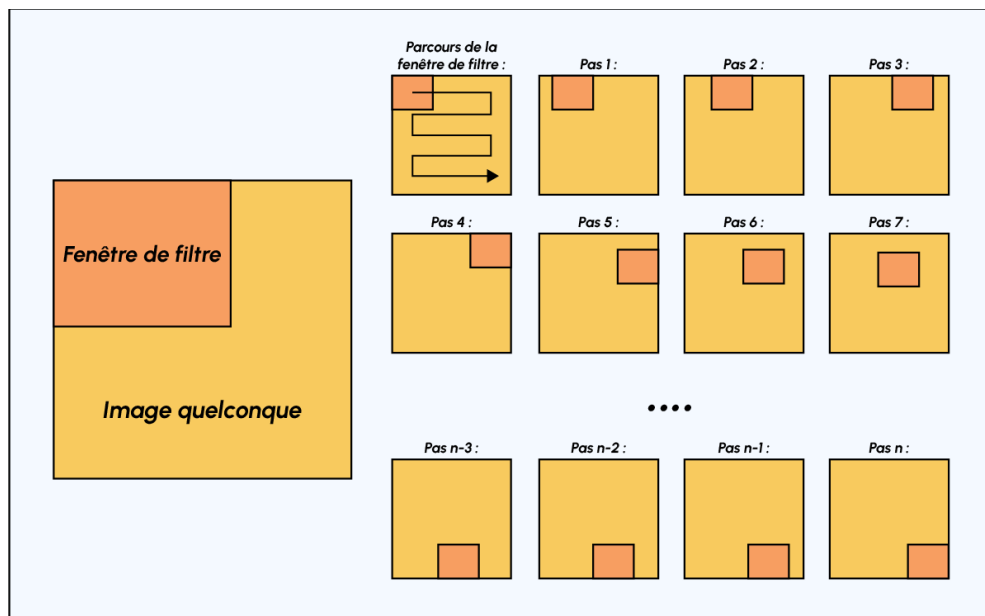 Parcours de la
fenêtre de filtre :
Pas 1 :
Pas 2 :
Pas 3 :
Fenêtre de filtre
Image quelconque
Pas 4 :
Pas 5 :
Pas 6 :
Pas 7 :
....
Pas n-3 :
Pas n-2 :
Pas n-1 :
Pas n :